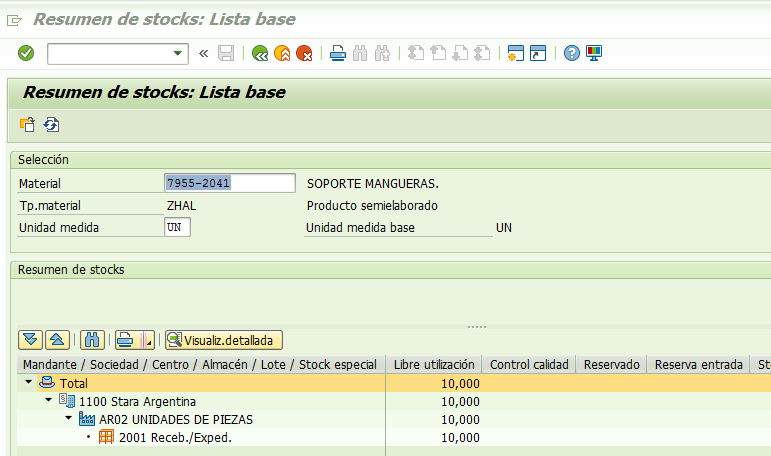 Resumen de stocks: Lista base
Resumen de stocks: Lista base
Selección
Material 7955-2041 SOPORTE MANGUERAS.
Tp.material ZHAL Producto semielaborado
Unidad medida UN Unidad medida base UN
Resumen de stocks
Visualiz.detallada
Mandante / Sociedad / Centro / Almacén / Lote / Stock especial Libre utilización Control calidad Reservado Reserva entrada St
Total 10,000
1100 Stara Argentina 10,000
AR02 UNIDADES DE PIEZAS 10,000
2001 Receb./Exped. 10,000